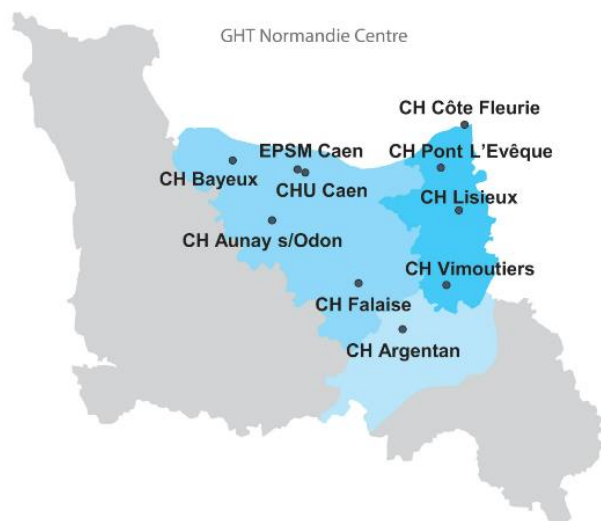 GHT Normandie Centre
CH Côte Fleurie
EPSM Caen
CH Pont L'Evêque
CH Bayeux
CHU Caen
CH Lisieux
CH Aunay s/Odon
CH Vimoutiers
CH Falaise
CH Argentan